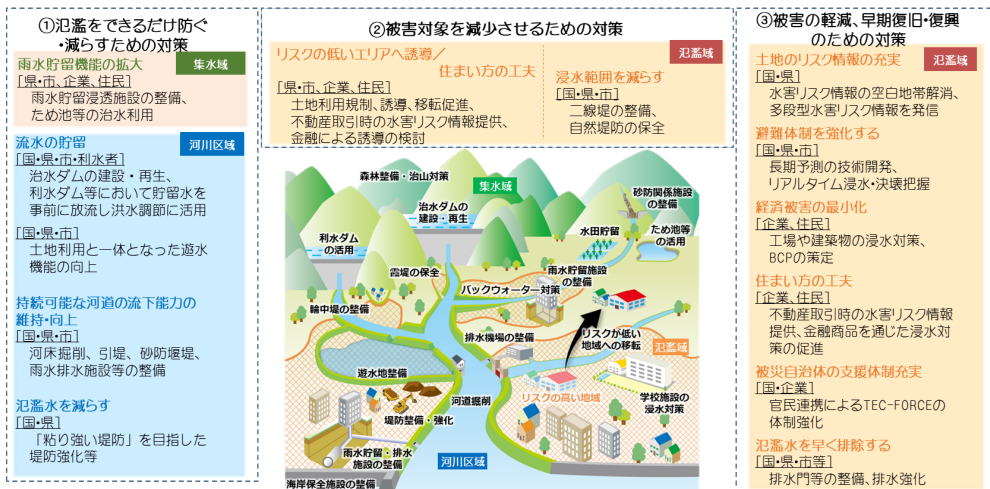 ①氾濫をできるだけ防ぐ
・減らすための対策
雨水貯留機能の拡大
集水域
[県・市、企業、住民]
雨水貯留浸透施設の整備、
ため池等の治水利用
流水の貯留
河川区域
[国・県・市・利水者]
治水ダムの建設・再生、
利水ダム等において貯留水を
事前に放流し洪水調節に活用
[国・県・市]
土地利用と一体となった遊水
機能の向上
持続可能な河道の流下能力の
維持・向上
[国・県・市]
河床掘削、引堤、砂防堰堤、
雨水排水施設等の整備
氾濫水を減らす
[国・県]
「粘り強い堤防」を目指した
堤防強化等
②被害対象を減少させるための対策
リスクの低いエリアへ誘導／
住まい方の工夫
[県・市、企業、住民]
土地利用規制、誘導、移転促進、
不動産取引時の水害リスク情報提供、
金融による誘導の検討
氾濫域
浸水範囲を減らす
[国・県・市]
二線堤の整備、
自然堤防の保全
森林整備・治山対策
集水域
治水ダムの
建設・再生
砂防関係施設
の整備
利水ダム
の活用
水田貯留
ため池等
の活用
霞堤の保全
雨水貯留施設
の整備
バックウォーター対策
輪中堤の整備
排水機場の整備
リスクが低い
地域への移転
氾濫域
遊水地整備
河道掘削
リスクの高い地域
学校施設の
浸水対策
堤防整備・強化
雨水貯留・排水
施設の整備
河川区域
海岸保全施設の整備
③被害の軽減、早期復旧・復興
のための対策
土地のリスク情報の充実
氾濫域
[国・県]
水害リスク情報の空白地帯解消、
多段型水害リスク情報を発信
避難体制を強化する
[国・県・市]
長期予測の技術開発、
リアルタイム浸水・決壊把握
経済被害の最小化
[企業、住民]
工場や建築物の浸水対策、
BCPの策定
住まい方の工夫
[企業、住民]
不動産取引時の水害リスク情報
提供、金融商品を通じた浸水対
策の促進
被災自治体の支援体制充実
[国・企業]
官民連携によるTEC-FORCEの
体制強化
氾濫水を早く排除する
[国・県・市等]
排水門等の整備、排水強化